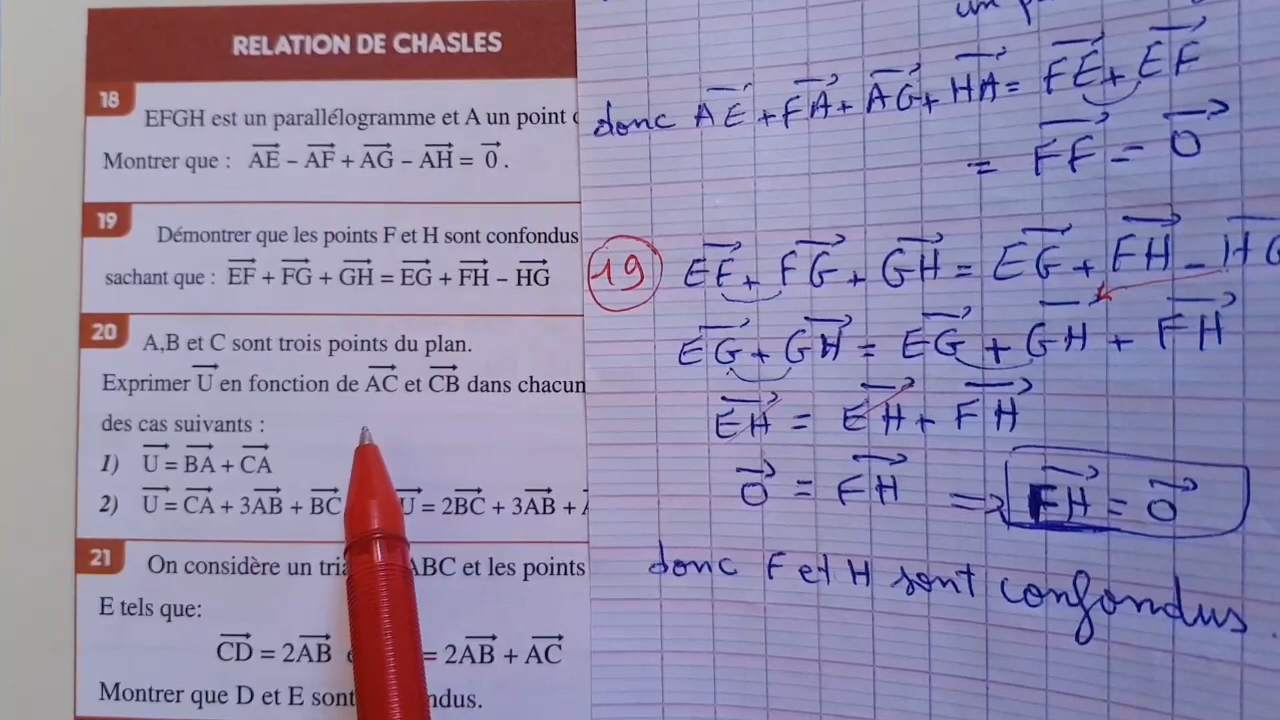 RELATION DE CHASLES
18
EFGH est un parallélogramme et A un point
Montrer que : AE – AF + AG – AH = 0 .
19
Démontrer que les points F et H sont confondus
sachant que : EF + FG + GH = EG + FH – HG
20
A,B et C sont trois points du plan.
Exprimer U en fonction de AC et CB dans chacun
des cas suivants :
1) U = BA + CA
2) U = CA + 3AB + BC U = 2BC + 3AB +
21
On considère un ABC et les points
E tels que:
CD = 2AB = 2AB + AC
Montrer que D et E sont
un
donc AE + FA + AG + HA = FE + EF
= FF = 0
19 EF + FG + GH = EG + FH - HG
EG + GH = EG + GH + FH
EH = EH + FH
0 = FH => FH = 0
donc F et H sont confondus.